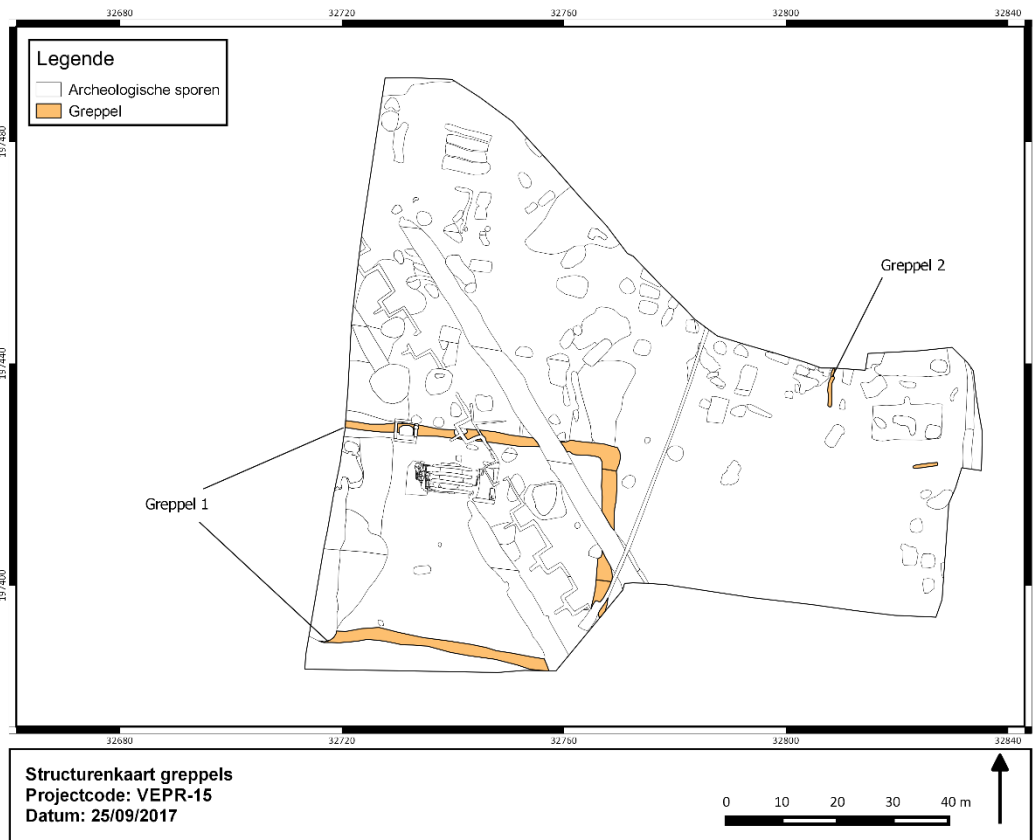 32680 32720 32760 32800 32840
Legende
Archeologische sporen
Greppel
197480
197440
197400
Greppel 2
Greppel 1
32680 32720 32760 32800 32840
Structurenkaart greppels
Projectcode: VEPR-15
Datum: 25/09/2017
0 10 20 30 40 m